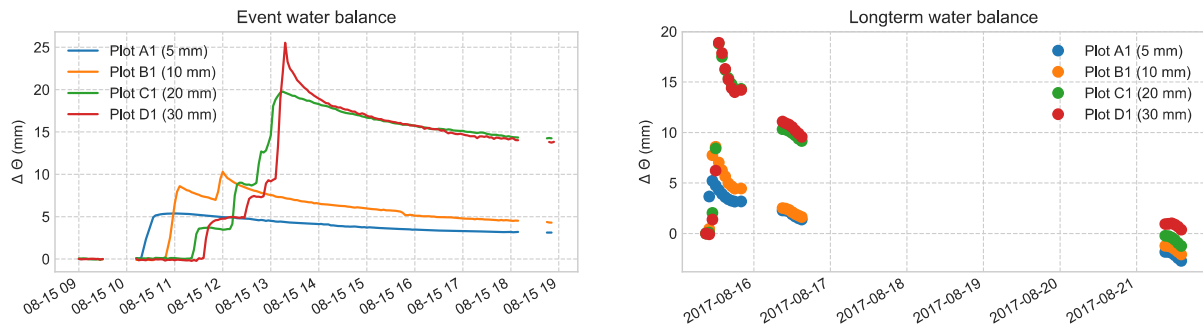 Event water balance
Δ Θ (mm)
25
20
15
10
5
0
Plot A1 (5 mm)
Plot B1 (10 mm)
Plot C1 (20 mm)
Plot D1 (30 mm)
08-15 09
08-15 10
08-15 11
08-15 12
08-15 13
08-15 14
08-15 15
08-15 16
08-15 17
08-15 18
08-15 19
Longterm water balance
Δ Θ (mm)
20
15
10
5
0
Plot A1 (5 mm)
Plot B1 (10 mm)
Plot C1 (20 mm)
Plot D1 (30 mm)
2017-08-16
2017-08-17
2017-08-18
2017-08-19
2017-08-20
2017-08-21